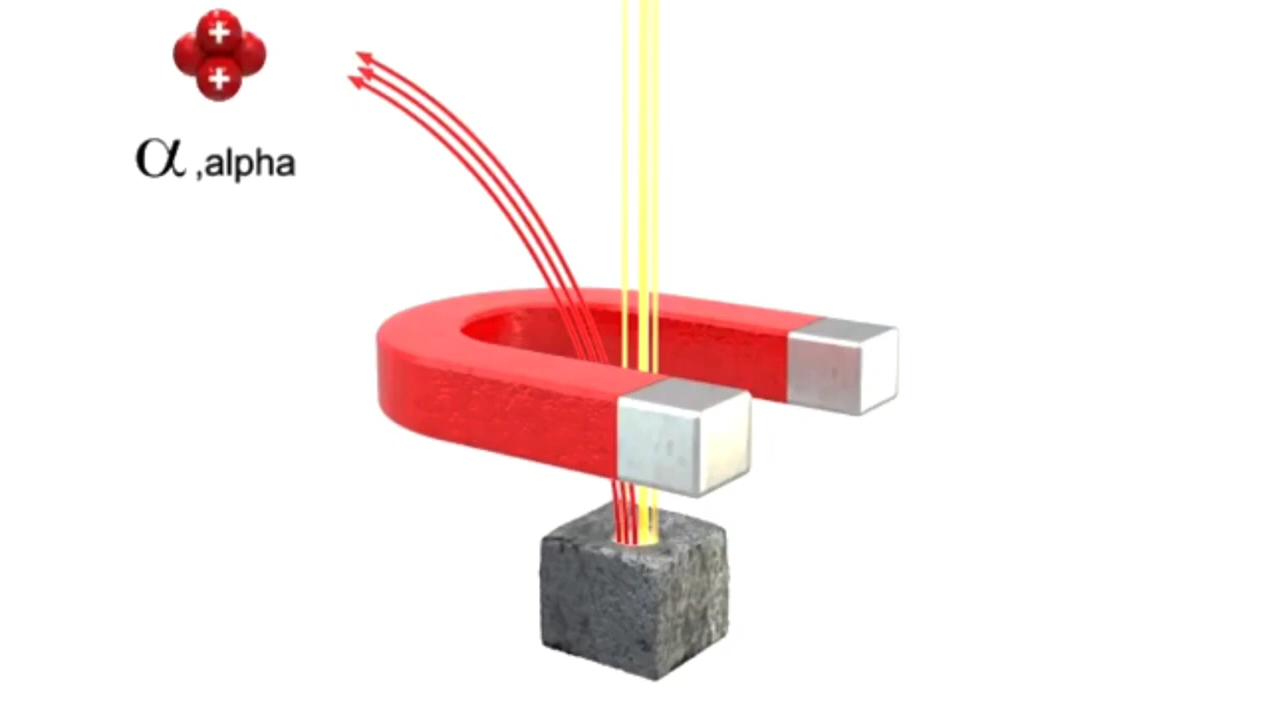 +
+
α ,alpha